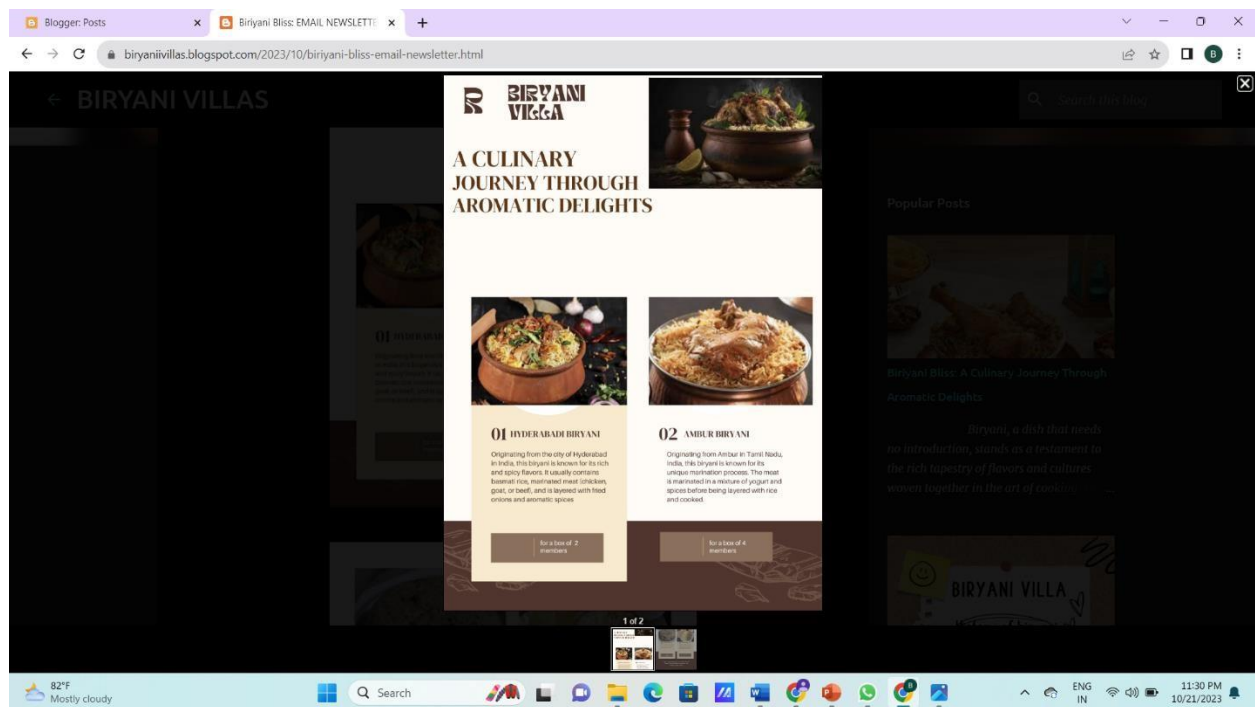 Blogger: Posts
Biriyani Bliss: EMAIL NEWSLETTE
biryaniivillas.blogspot.com/2023/10/biriyani-bliss-email-newsletter.html
B
BIRYANI VILLAS
Search this blog
BIRYANI
VILLA
A CULINARY
JOURNEY THROUGH
AROMATIC DELIGHTS
01 HYDERABADI BIRYANI
Originating from the city of Hyderabad
in India, this biryani is known for its rich
and spicy flavors. It usually contains
basmati rice, marinated meat (chicken,
goat, or beef), and is layered with fried
onions and aromatic spices
for a box of 2
members
02 AMBUR BIRYANI
Originating from Ambur in Tamil Nadu,
India, this biryani is known for its
unique marination process. The meat
is marinated in a mixture of yogurt and
spices before being layered with rice
and cooked.
for a box of 4
members
Popular Posts
Biriyani Bliss: A Culinary Journey Through
Aromatic Delights
Biryani, a dish that needs
no introduction, stands as a testament to
the rich tapestry of flavors and cultures
woven together in the art of cooking. ...
BIRYANI VILLA
1 of 2
82°F
Mostly cloudy
Search
ENG
IN
11:30 PM
10/21/2023